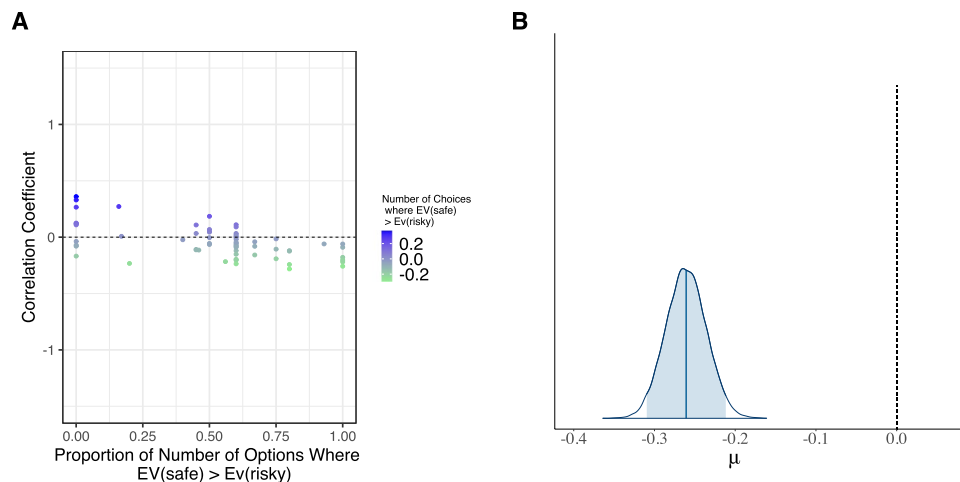 A
B
Correlation Coefficient
1
0
-1
0.00 0.25 0.50 0.75 1.00
Proportion of Number of Options Where
EV(safe) > Ev(risky)
Number of Choices
where EV(safe)
> Ev(risky)
0.2
0.0
-0.2
-0.4 -0.3 -0.2 -0.1 0.0
μ